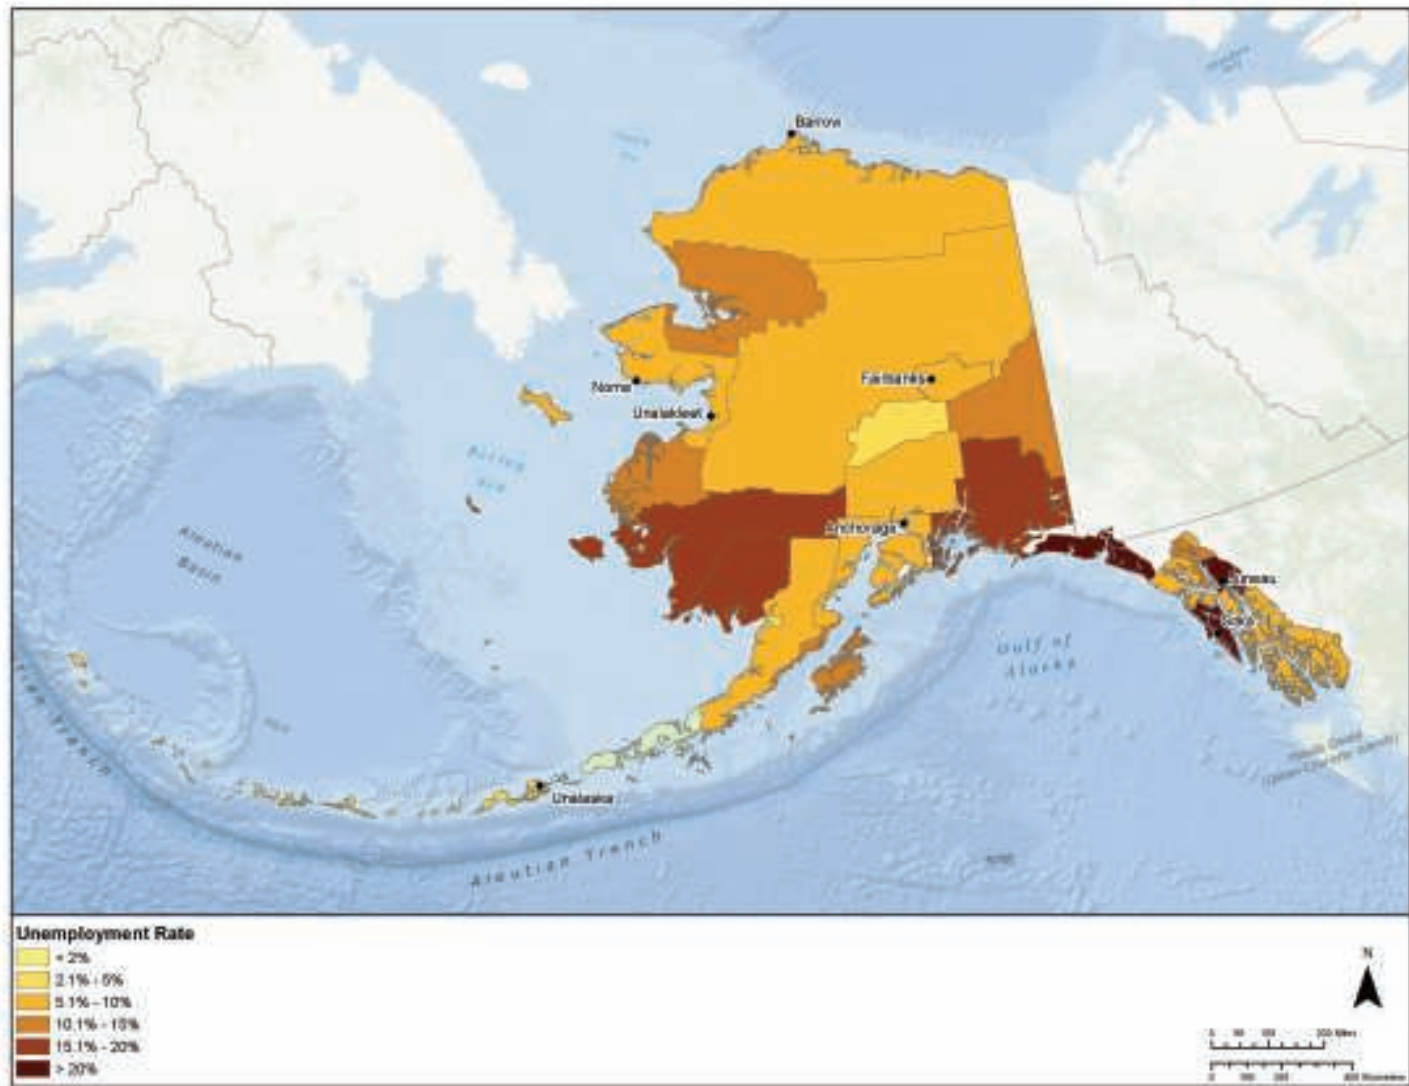 Barrow
Fairbanks
Nome
Unalakleet
Bering
Sea
Anchorage
Aleutian
Basin
Juneau
Sitka
Gulf of
Alaska
Unalaska
Aleutian Trench
Unemployment Rate
< 2%
2.1% - 5%
5.1% - 10%
10.1% - 15%
15.1% - 20%
> 20%
N